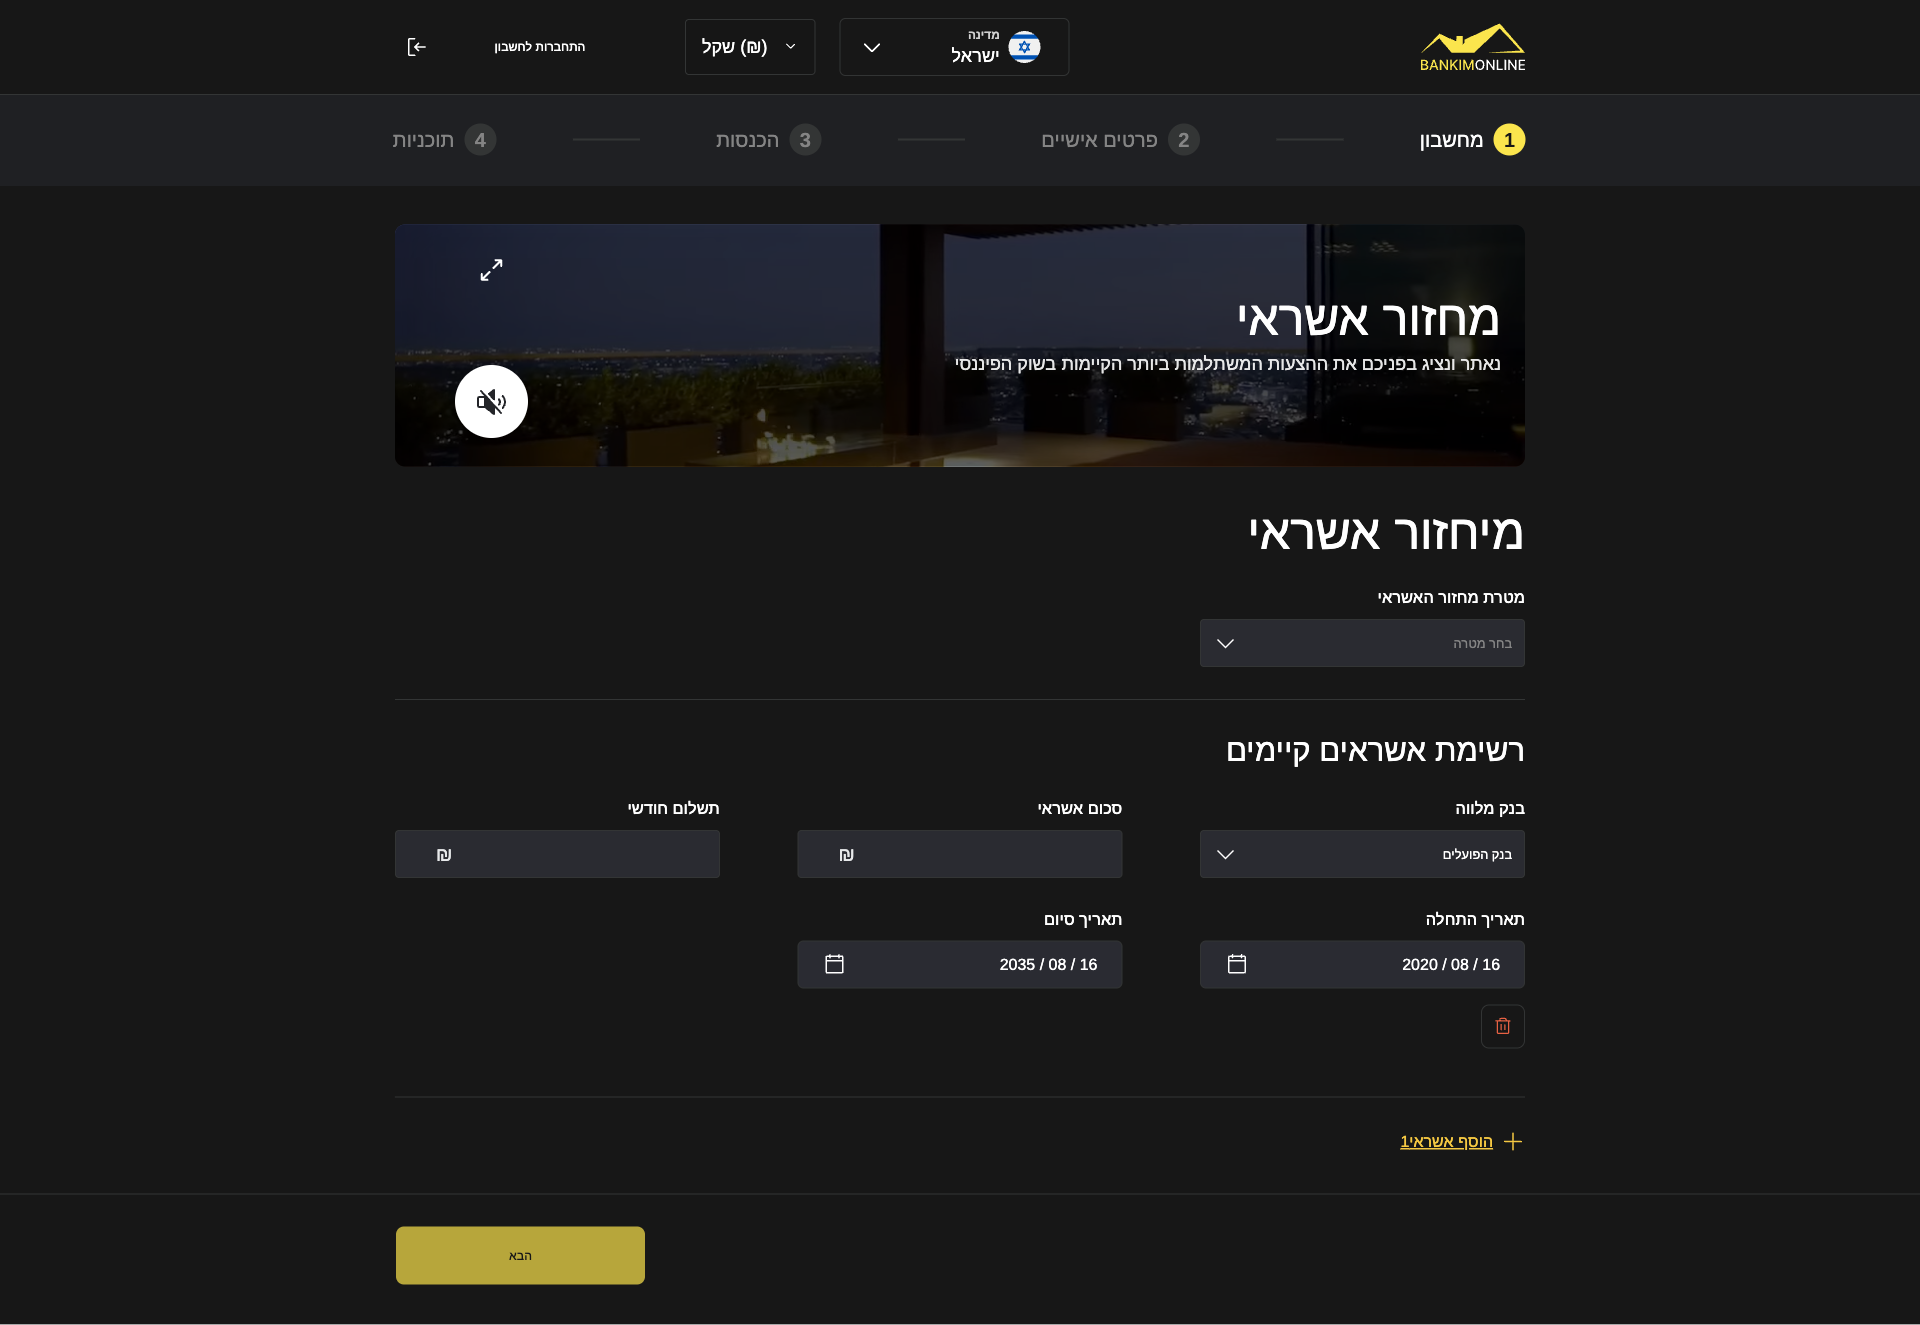 BANKIMONLINE
מדינה
ישראל
(₪) שקל
התחברות לחשבון
1 מחשבון
2 פרטים אישיים
3 הכנסות
4 תוכניות
מחזור אשראי
נאתר ונציג בפניכם את ההצעות המשתלמות ביותר הקיימות בשוק הפיננסי
מיחזור אשראי
מטרת מחזור האשראי
בחר מטרה
רשימת אשראים קיימים
בנק מלווה
סכום אשראי
תשלום חודשי
בנק הפועלים
₪
₪
תאריך התחלה
תאריך סיום
16 / 08 / 2020
16 / 08 / 2035
הוסף אשראי1
הבא